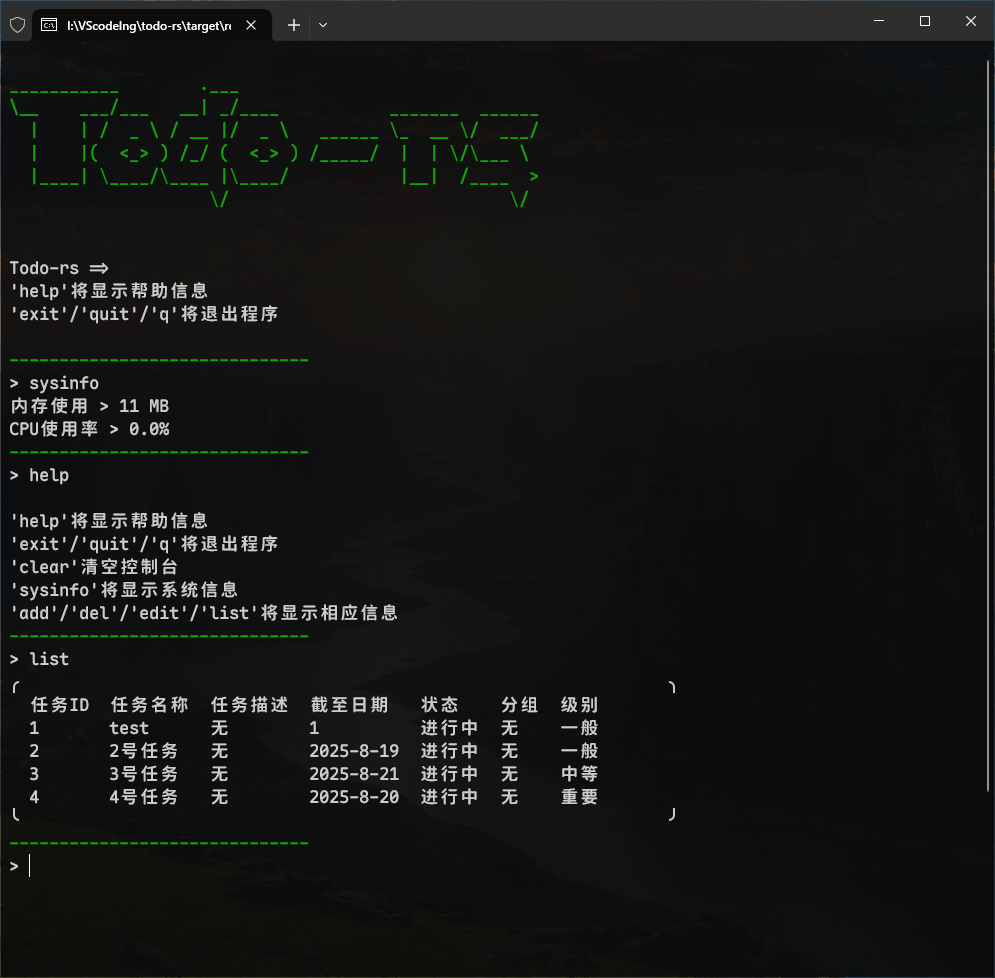 I:\VScodeIng\todo-rs\target\re
Todo-rs
Todo-rs =>
'help'将显示帮助信息
'exit'/'quit'/'q'将退出程序
------------------------------
> sysinfo
内存使用 > 11 MB
CPU使用率 > 0.0%
------------------------------
> help
'help'将显示帮助信息
'exit'/'quit'/'q'将退出程序
'clear'清空控制台
'sysinfo'将显示系统信息
'add'/'del'/'edit'/'list'将显示相应信息
------------------------------
> list
任务ID 任务名称 任务描述 截至日期 状态 分组 级别
1 test 无 1 进行中 无 一般
2 2号任务 无 2025-8-19 进行中 无 一般
3 3号任务 无 2025-8-21 进行中 无 中等
4 4号任务 无 2025-8-20 进行中 无 重要
------------------------------
>